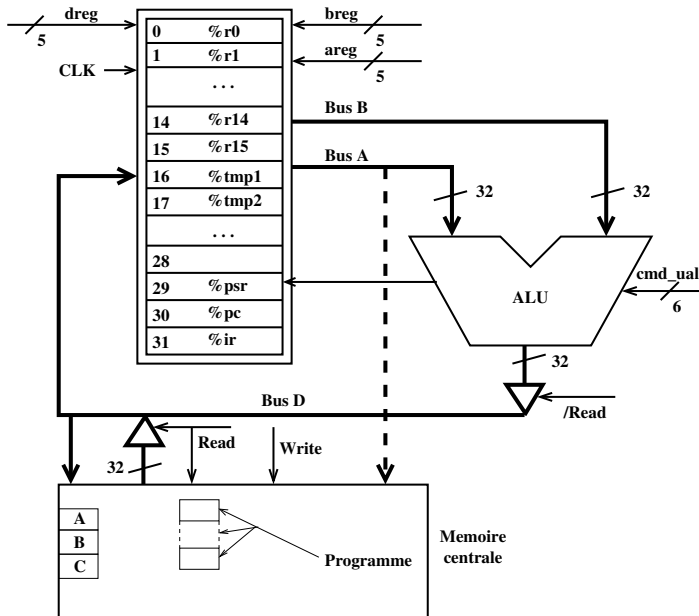 dreg
5
CLK
0 %r0
1 %r1
...
14 %r14
15 %r15
16 %tmp1
17 %tmp2
...
28
29 %psr
30 %pc
31 %ir
breg
5
areg
5
Bus B
Bus A
32
32
ALU
cmd_ual
6
32
/Read
Bus D
Read
Write
32
A
B
C
Programme
Memoire
centrale